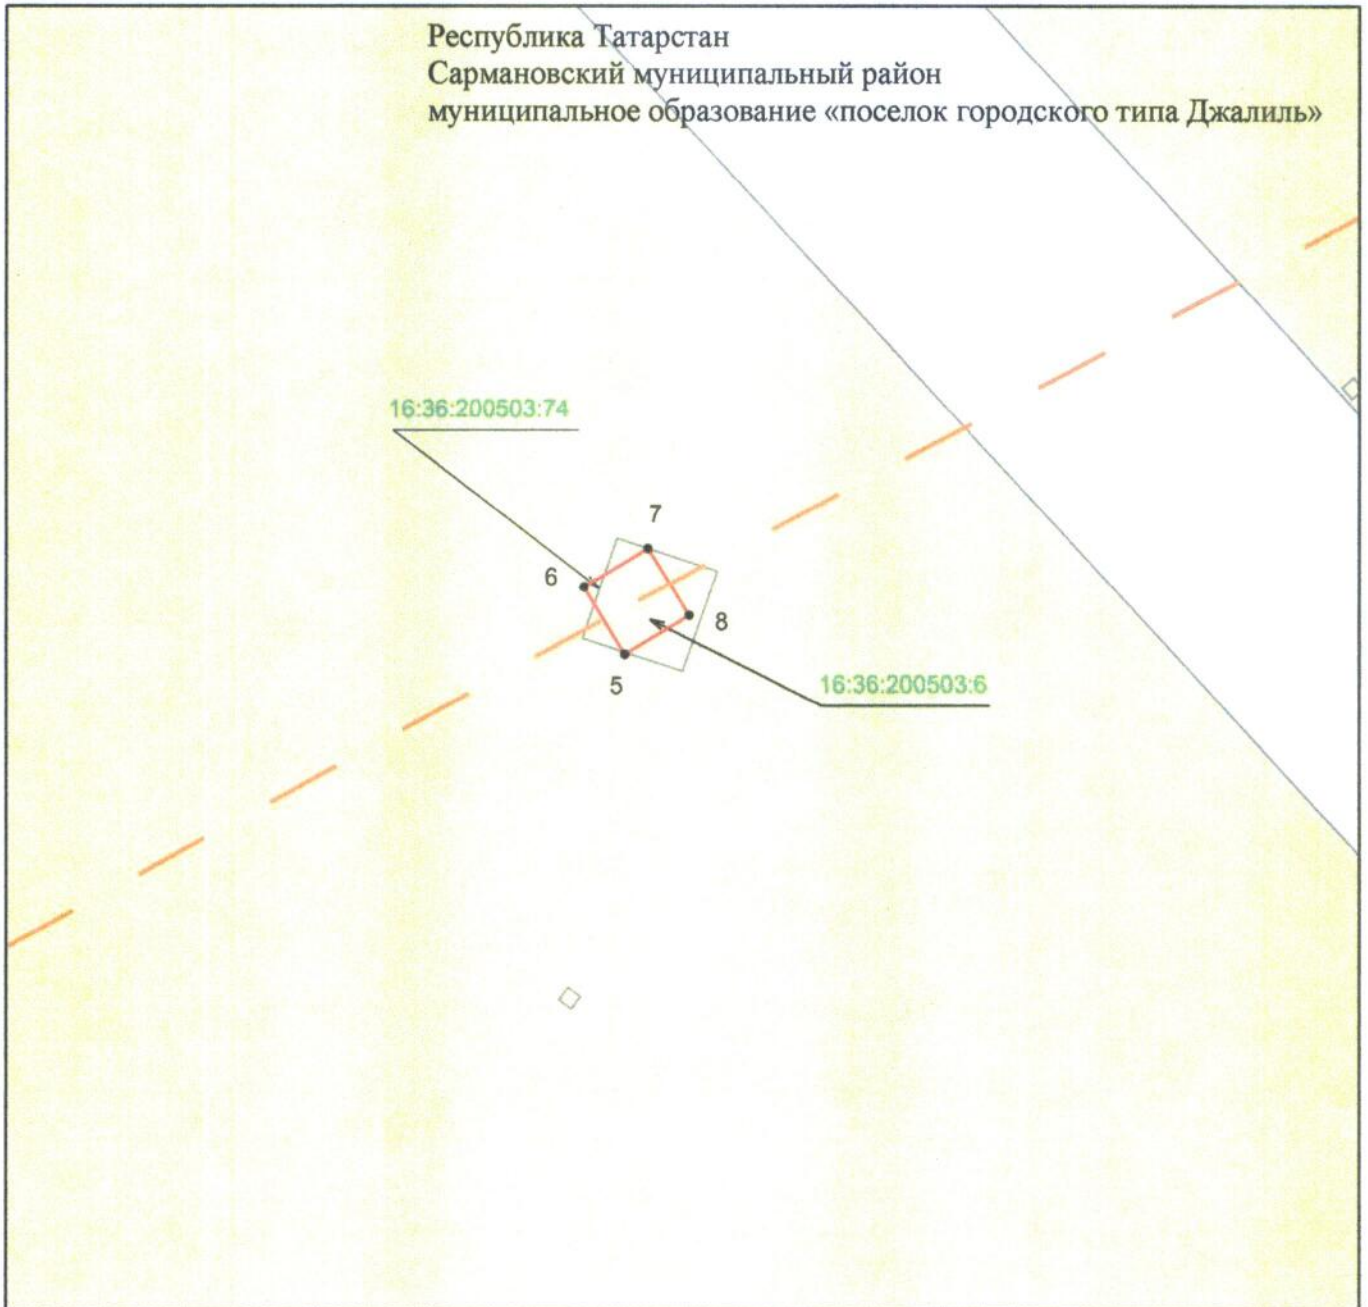 Республика Татарстан
Сармановский муниципальный район
муниципальное образование «поселок городского типа Джалиль»
16:36:200503:74
7
6
8
5
16:36:200503:6